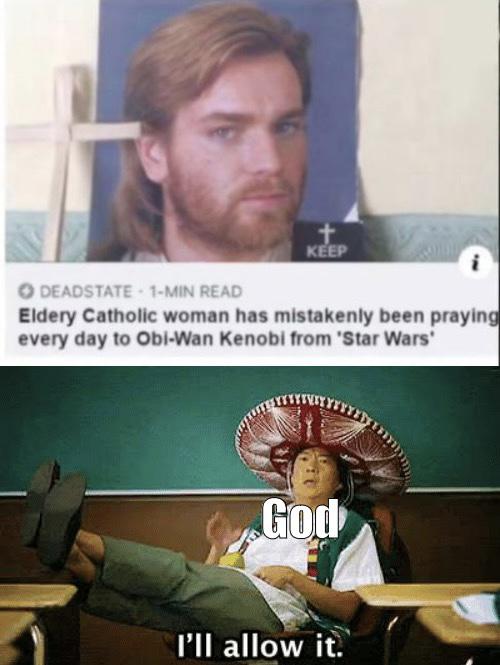 ✝
KEEP
i
DEADSTATE · 1-MIN READ
Eldery Catholic woman has mistakenly been praying
every day to Obi-Wan Kenobi from 'Star Wars'
God
I'll allow it.